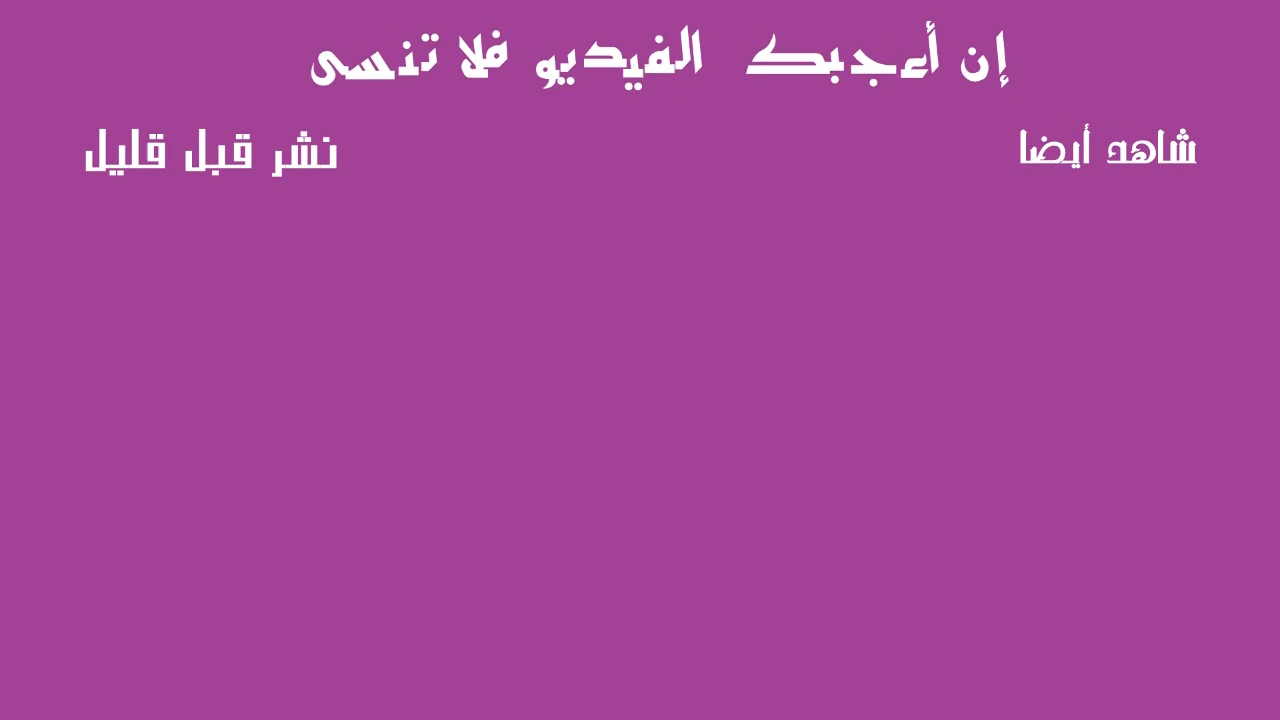 إن أعجبك الفيديو فلا تنسى
شاهد أيضا
نشر قبل قليل